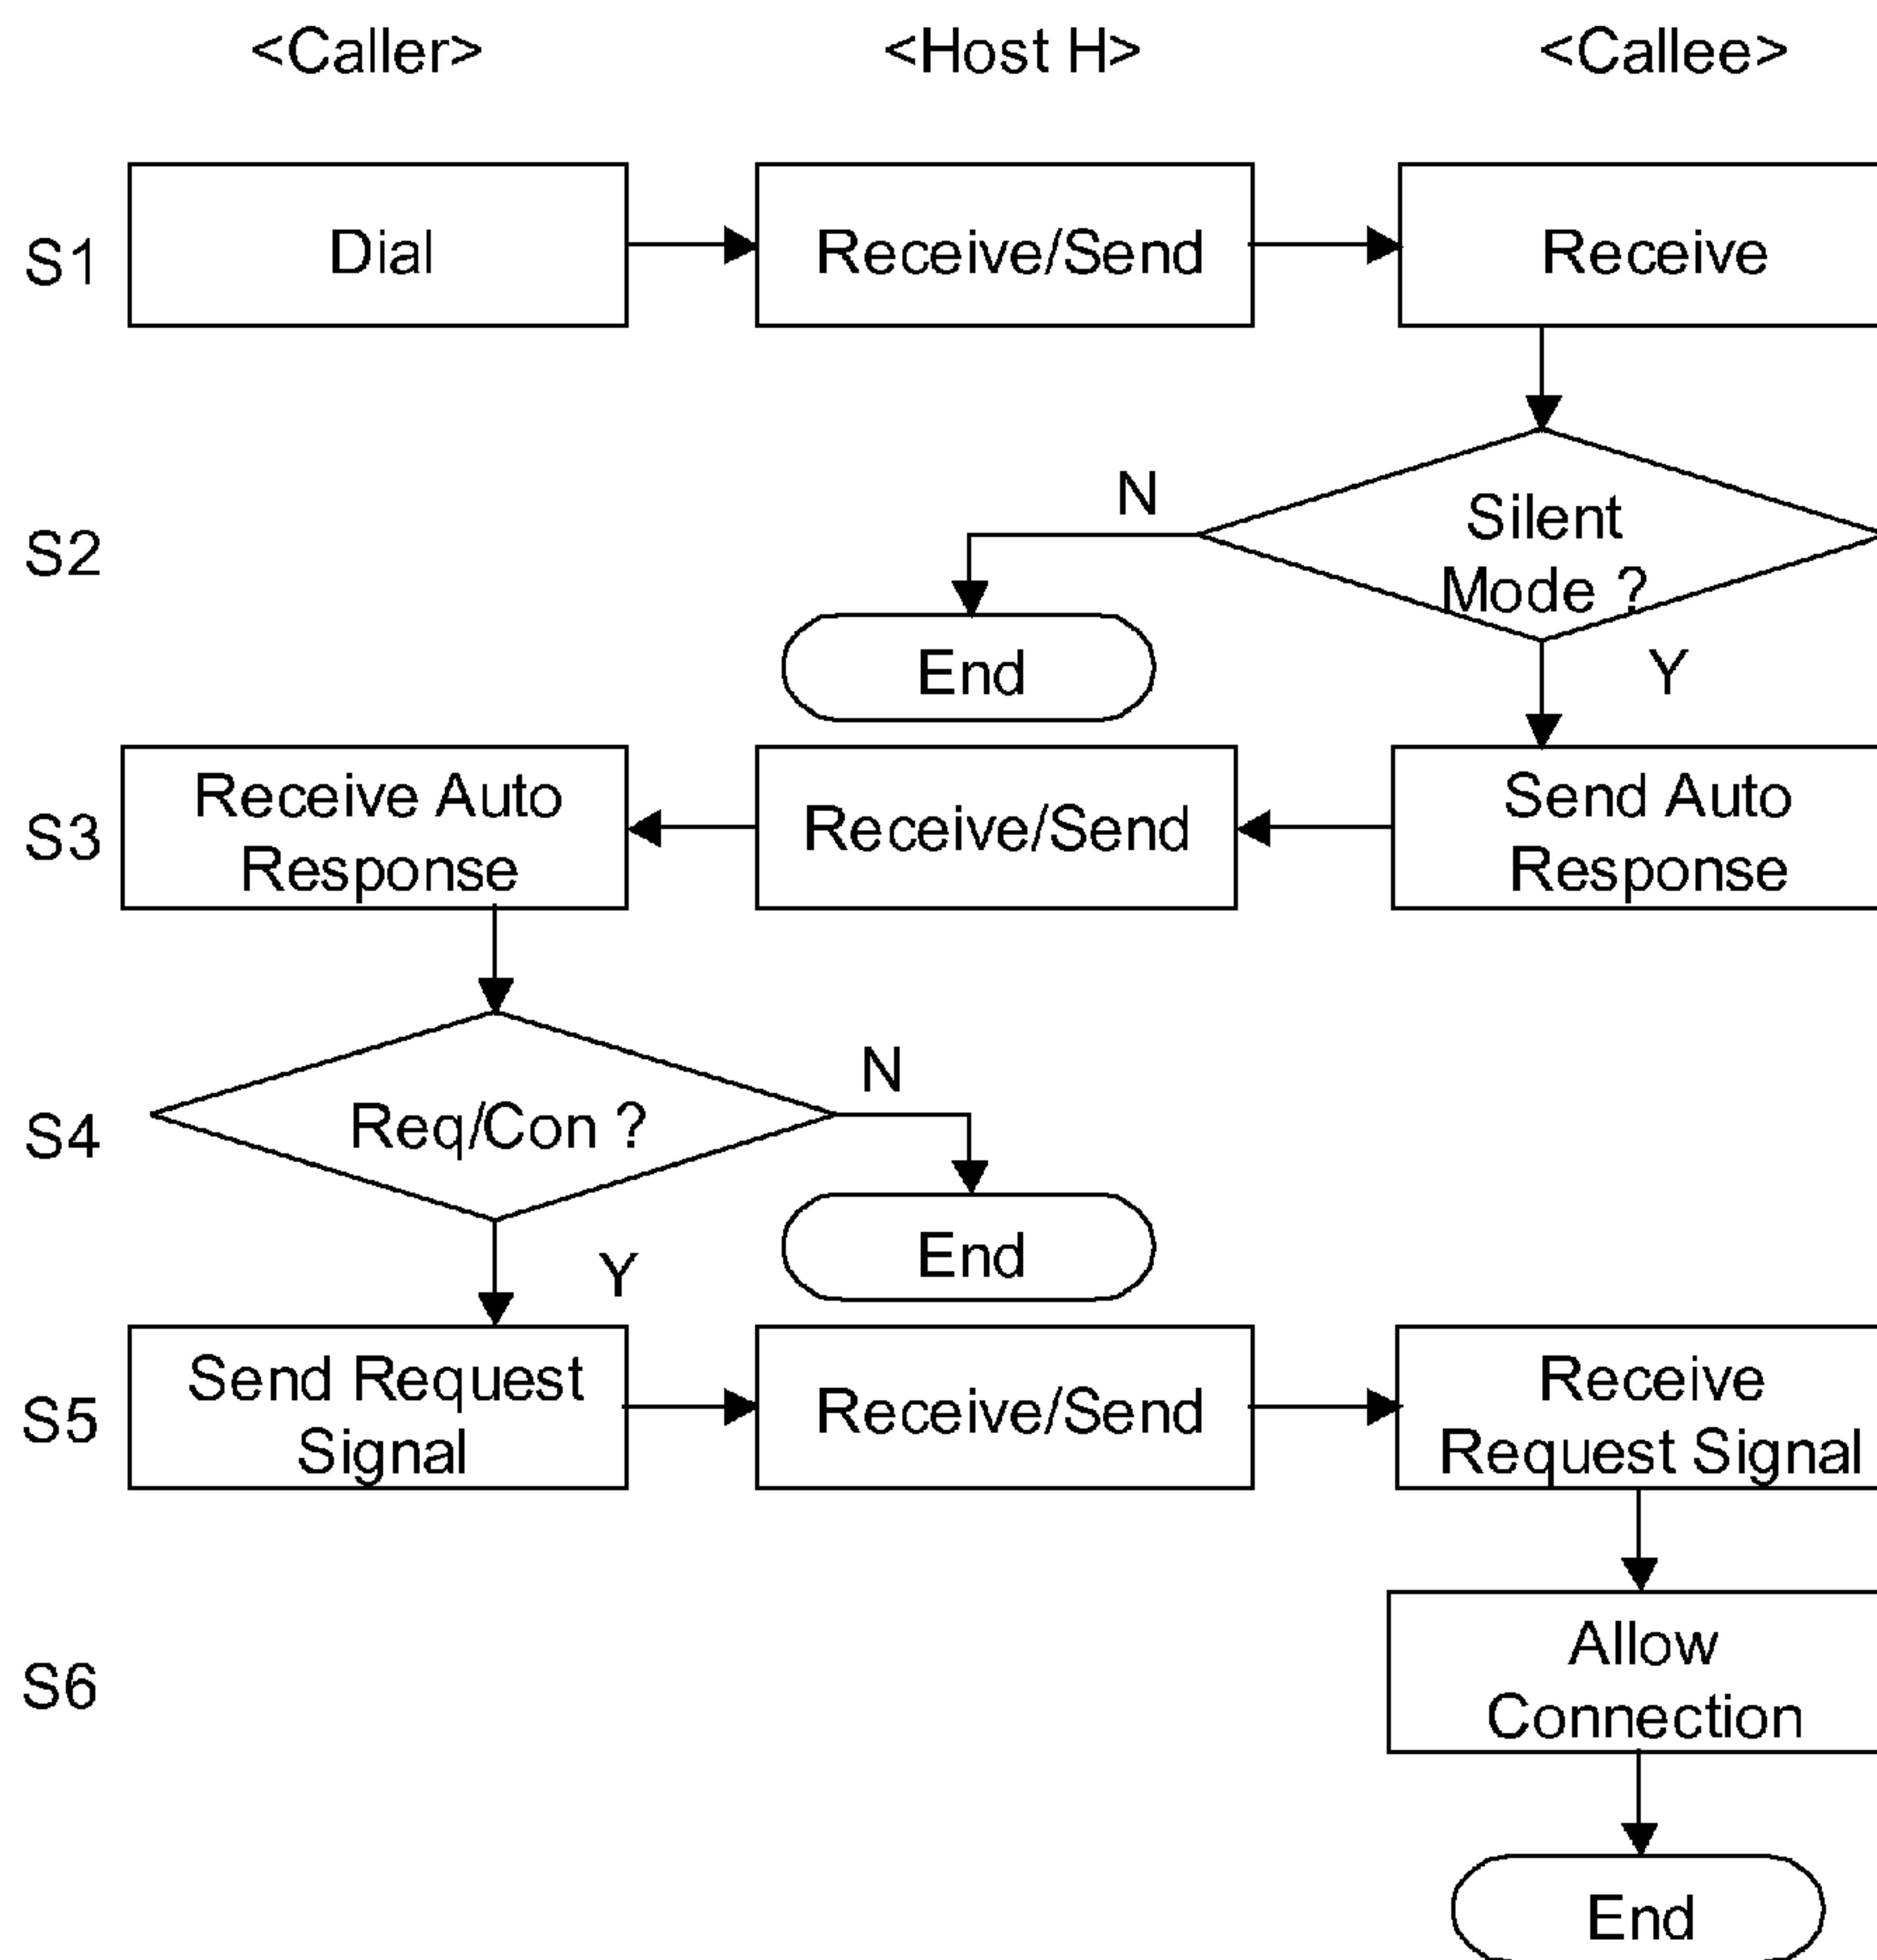 <Caller> <Host H> <Callee>
S1 Dial Receive/Send Receive
N
Silent
S2
Mode ?
End
Y
Receive Auto
Response
S3
Receive/Send
Send Auto
Response
N
S4
Req/Con ?
End
Y
Send Request
Signal
S5
Receive/Send
Receive
Request Signal
Allow
Connection
S6
End